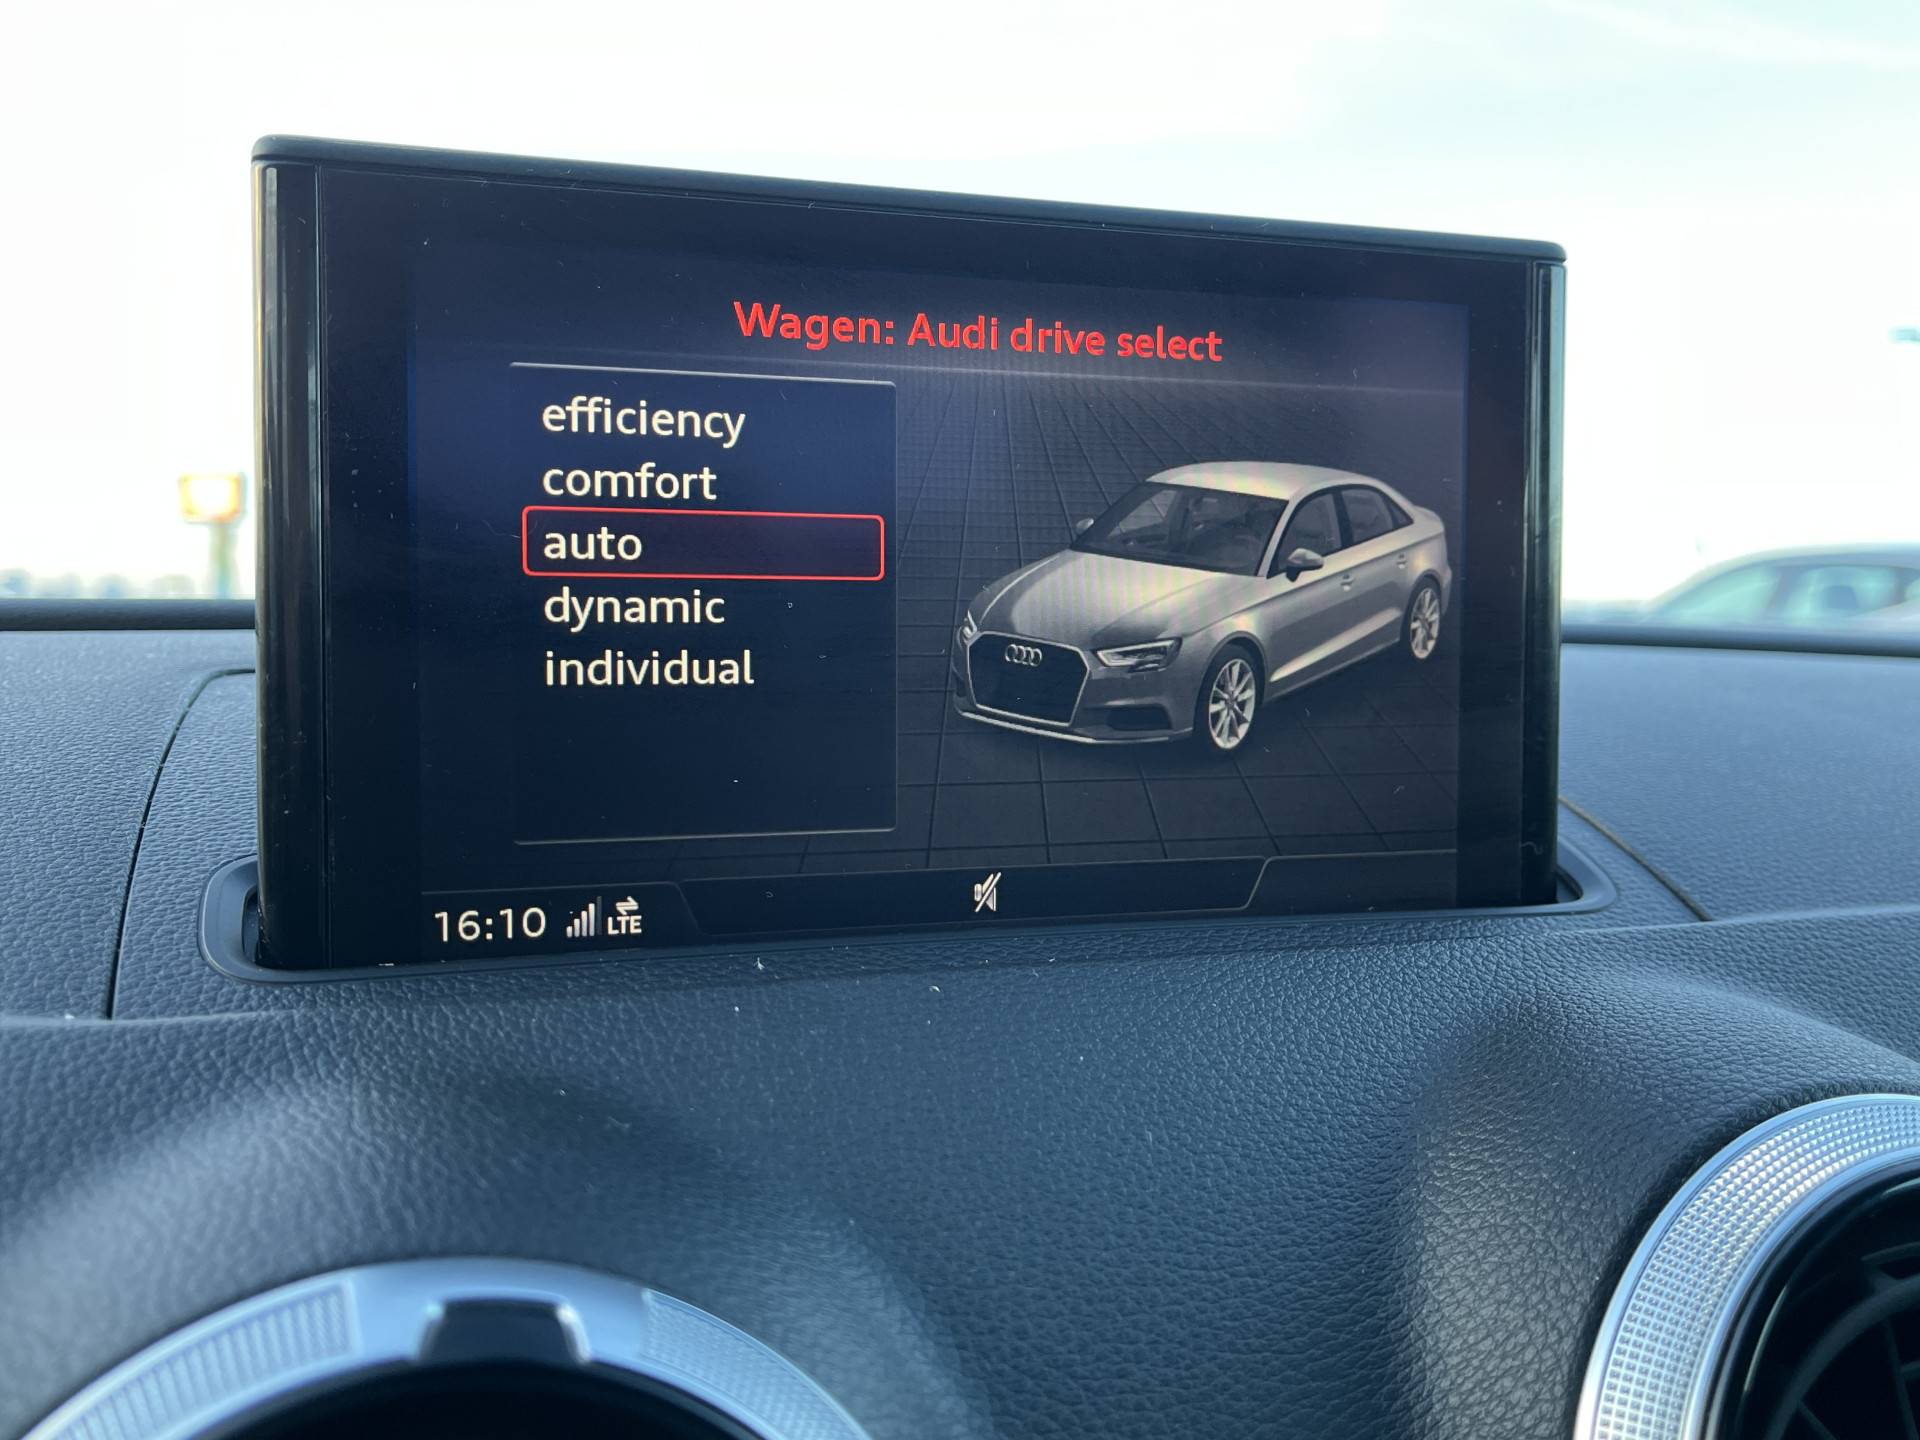 Wagen: Audi drive select
efficiency
comfort
auto
dynamic
individual
16:10 LTE